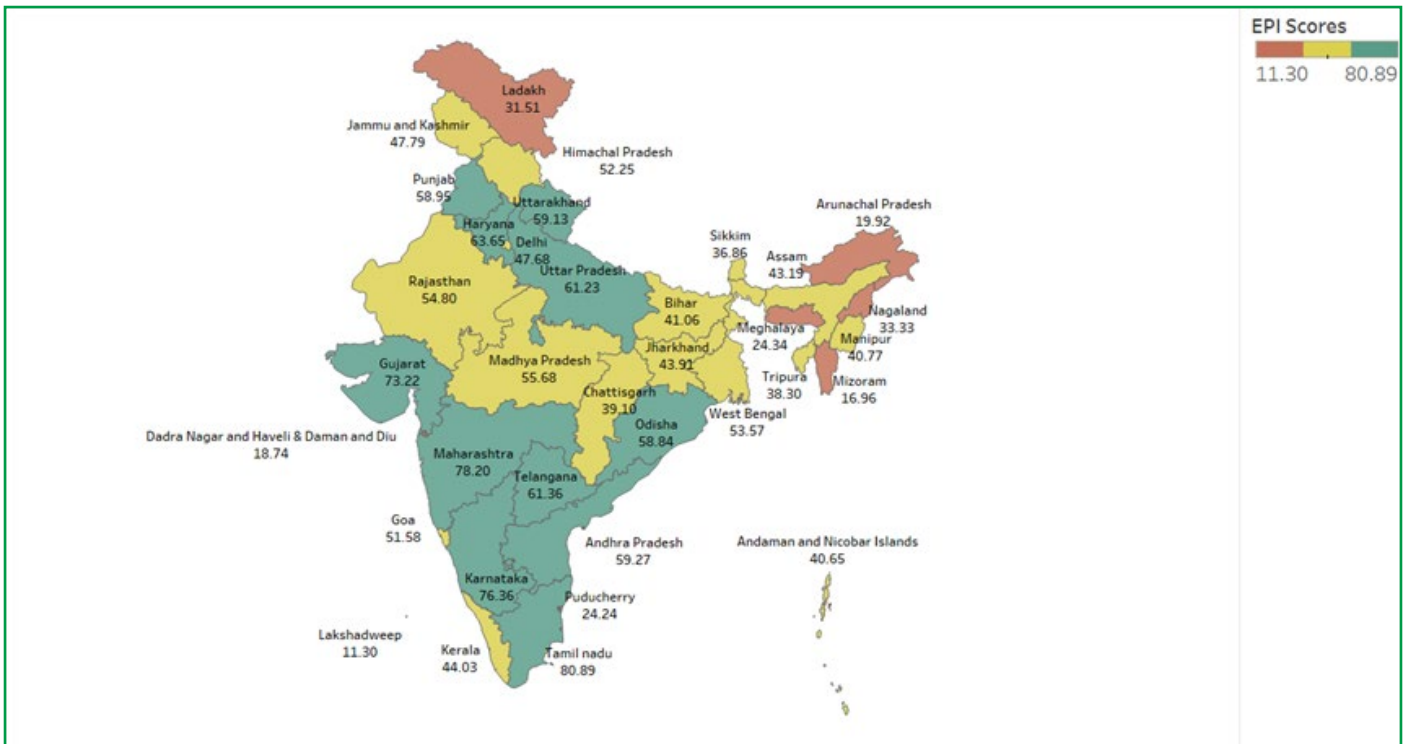 EPI Scores
11.30 80.89
Ladakh
31.51
Jammu and Kashmir
47.79
Himachal Pradesh
52.25
Punjab
58.95
Uttarakhand
59.13
Haryana
63.65
Delhi
47.68
Uttar Pradesh
61.23
Arunachal Pradesh
19.92
Sikkim
36.86
Assam
43.19
Rajasthan
54.80
Bihar
41.06
Nagaland
33.33
Meghalaya
24.34
Manipur
40.77
Jharkhand
43.91
Madhya Pradesh
55.68
Gujarat
73.22
Tripura
38.30
Mizoram
16.96
Chattisgarh
39.10
West Bengal
53.57
Odisha
58.84
Dadra Nagar and Haveli & Daman and Diu
18.74
Maharashtra
78.20
Telangana
61.36
Goa
51.58
Andhra Pradesh
59.27
Andaman and Nicobar Islands
40.65
Karnataka
76.36
Puducherry
24.24
Lakshadweep
11.30
Kerala
44.03
Tamil nadu
80.89